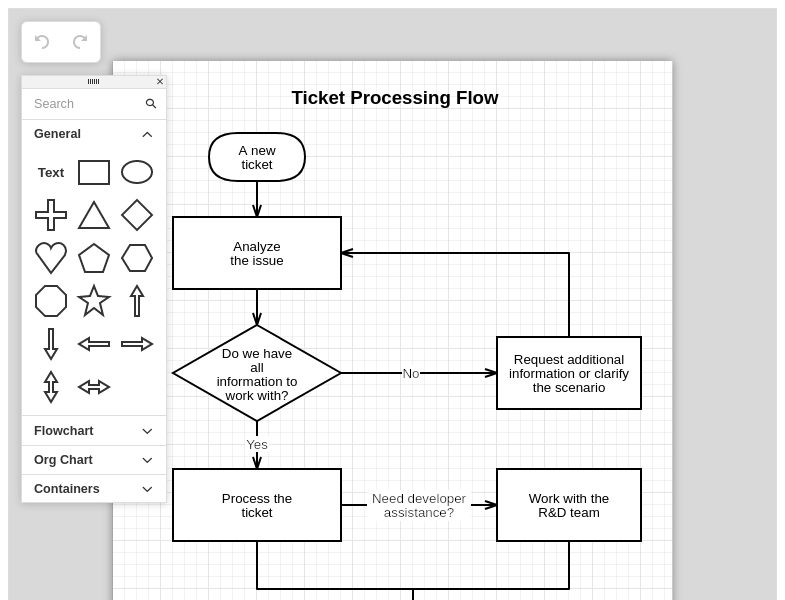 Ticket Processing Flow
Search
General
Text
Flowchart
Org Chart
Containers
A new
ticket
Analyze
the issue
Do we have
all
information to
work with?
No
Request additional
information or clarify
the scenario
Yes
Process the
ticket
Need developer
assistance?
Work with the
R&D team